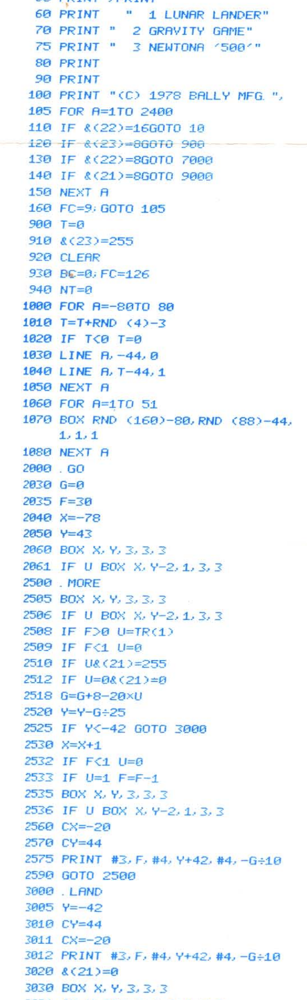 60 PRINT    "  1 LUNAR LANDER"
70 PRINT "  2 GRAVITY GAME"
75 PRINT "  3 NEWTONA ´500´"
80 PRINT
90 PRINT
100 PRINT "(C) 1978 BALLY MFG. ",
105 FOR A=1TO 2400
110 IF &(22)=16GOTO 10
120 IF &(23)=8GOTO 900
130 IF &(22)=8GOTO 7000
140 IF &(21)=8GOTO 9000
150 NEXT A
160 FC=9;GOTO 105
900 T=0
910 &(23)=255
920 CLEAR
930 BC=0;FC=126
940 NT=0
1000 FOR A=-80TO 80
1010 T=T+RND (4)-3
1020 IF T<0 T=0
1030 LINE A,-44,0
1040 LINE A,T-44,1
1050 NEXT A
1060 FOR A=1TO 51
1070 BOX RND (160)-80,RND (88)-44,
1,1,1
1080 NEXT A
2000 .GO
2030 G=0
2035 F=30
2040 X=-78
2050 Y=43
2060 BOX X,Y,3,3,3
2061 IF U BOX X,Y-2,1,3,3
2500 .MORE
2505 BOX X,Y,3,3,3
2506 IF U BOX X,Y-2,1,3,3
2508 IF F>0 U=TR(1)
2509 IF F<1 U=0
2510 IF U&(21)=255
2512 IF U=0&(21)=0
2518 G=G+8-20×U
2520 Y=Y-G÷25
2525 IF Y<-42 GOTO 3000
2530 X=X+1
2532 IF F<1 U=0
2533 IF U=1 F=F-1
2535 BOX X,Y,3,3,3
2536 IF U BOX X,Y-2,1,3,3
2560 CX=-20
2570 CY=44
2575 PRINT #3,F,#4,Y+42,#4,-G÷10
2590 GOTO 2500
3000 .LAND
3005 Y=-42
3010 CY=44
3011 CX=-20
3012 PRINT #3,F,#4,Y+42,#4,-G÷10
3020 &(21)=0
3030 BOX X,Y,3,3,3